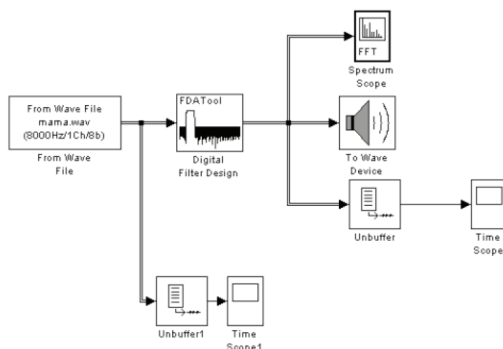 FFT
Spectrum
Scope
From Wave File
mama.wav
(8000Hz/1Ch/8b)
From Wave
File
FDATool
Digital
Filter Design
To Wave
Device
Unbuffer
Time
Scope
Unbuffer1
Time
Scope1